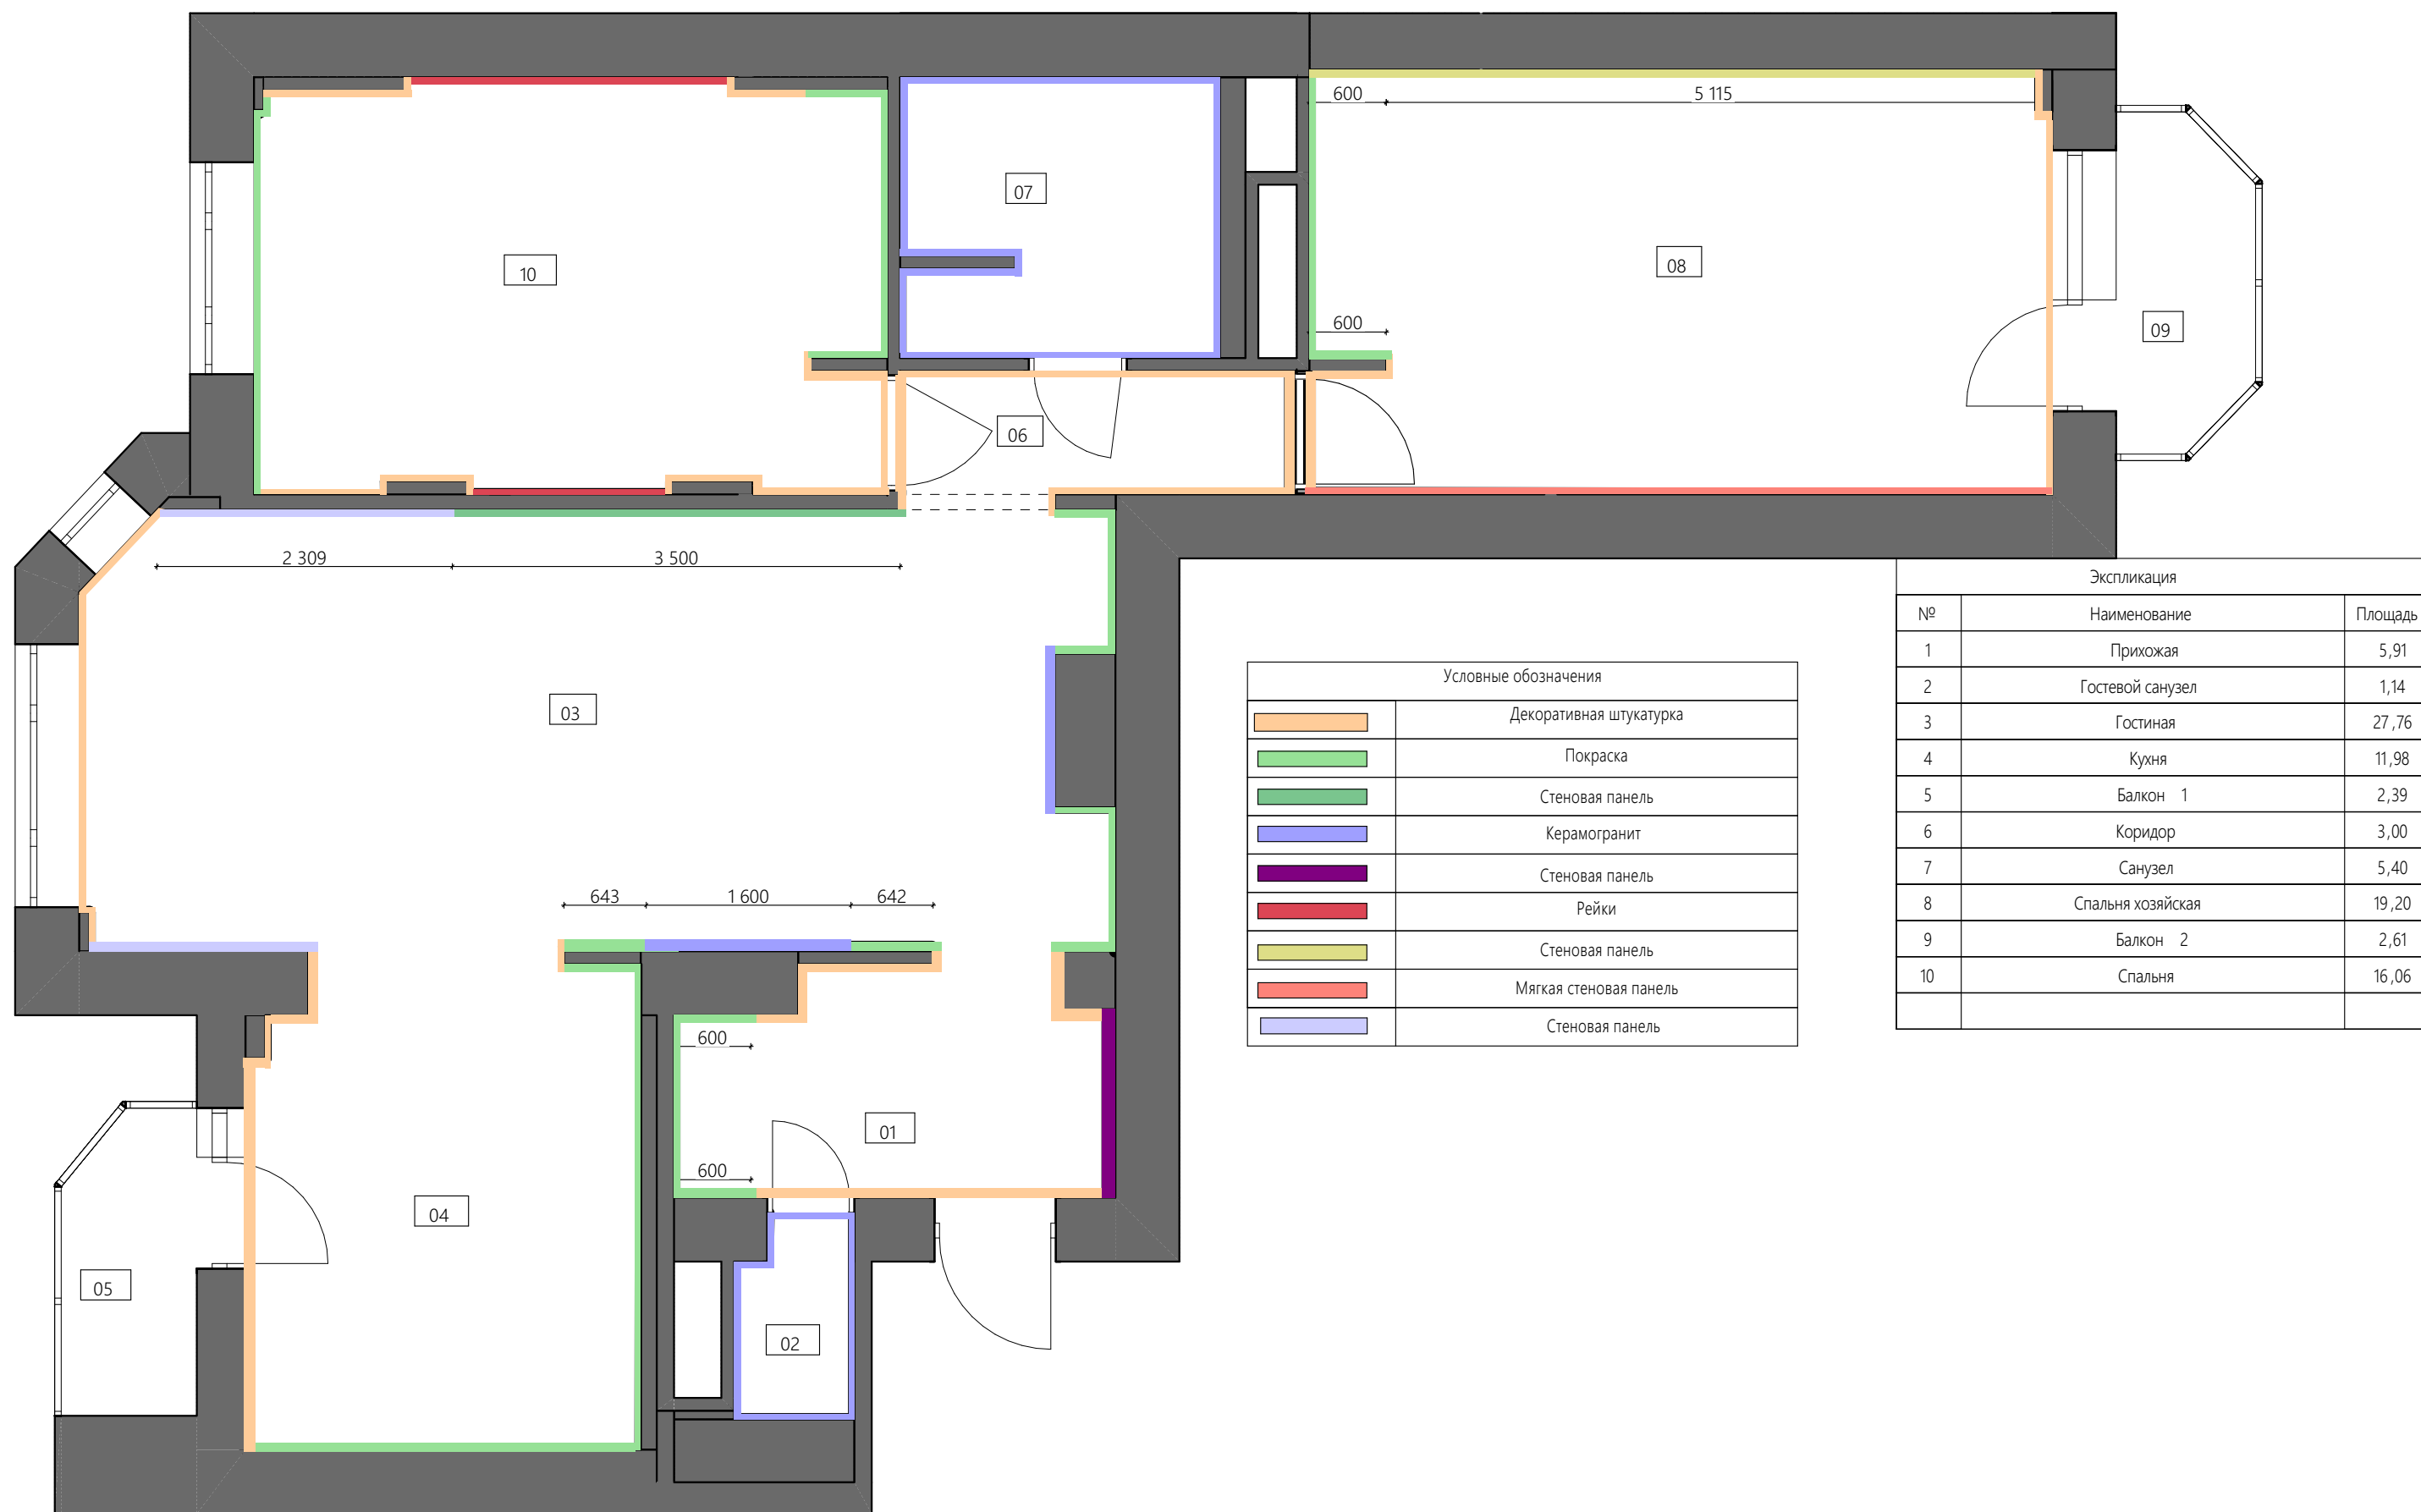 600
5 115
07
10
08
600
09
06
2 309
3 500
03
643
1 600
642
600
01
600
04
05
02
Условные обозначения
Декоративная штукатурка
Покраска
Стеновая панель
Керамогранит
Стеновая панель
Рейки
Стеновая панель
Мягкая стеновая панель
Стеновая панель
Экспликация
№ Наименование Площадь
1 Прихожая 5,91
2 Гостевой санузел 1,14
3 Гостиная 27,76
4 Кухня 11,98
5 Балкон 1 2,39
6 Коридор 3,00
7 Санузел 5,40
8 Спальня хозяйская 19,20
9 Балкон 2 2,61
10 Спальня 16,06